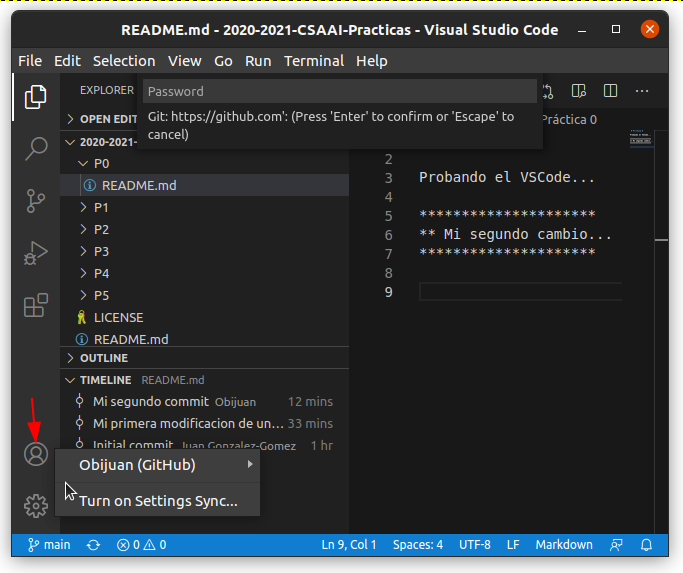 README.md - 2020-2021-CSAAI-Practicas - Visual Studio Code
File Edit Selection View Go Run Terminal Help
EXPLORER
Password
Git: https://github.com': (Press 'Enter' to confirm or 'Escape' to
cancel)
OPEN EDIT
Práctica 0
2020-2021-
P0
README.md
P1
P2
P3
P4
P5
LICENSE
README.md
2
3 Probando el VSCode...
4
5 *********************
6 ** Mi segundo cambio...
7 *********************
8
9
OUTLINE
TIMELINE README.md
Mi segundo commit Obijuan 12 mins
Mi primera modificacion de un... 33 mins
Initial commit Juan Gonzalez-Gomez 1 hr
Obijuan (GitHub)
Turn on Settings Sync...
main 0 0 Ln 9, Col 1 Spaces: 4 UTF-8 LF Markdown